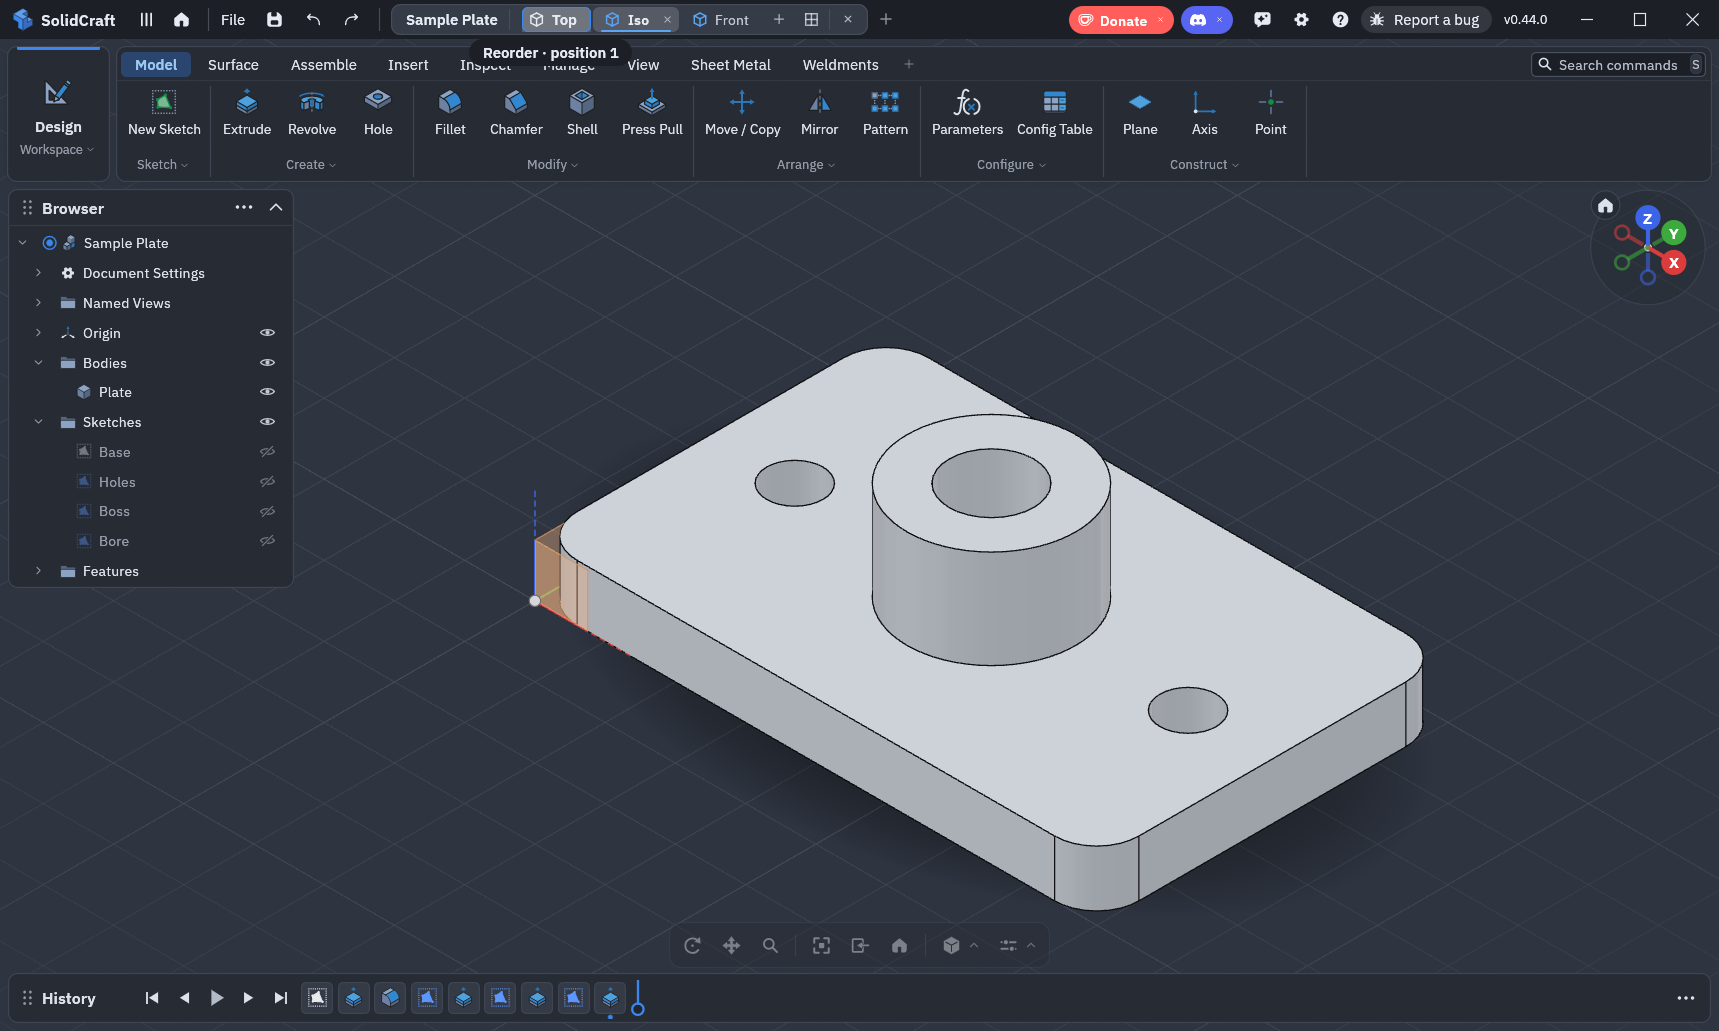 SolidCraft File Sample Plate Top Iso Front Donate Report a bug v0.44.0
Reorder · position 1
Model Surface Assemble Insert Inspect Manage View Sheet Metal Weldments Search commands S
Design
Workspace
New Sketch Extrude Revolve Hole Fillet Chamfer Shell Press Pull Move / Copy Mirror Pattern Parameters Config Table Plane Axis Point
Sketch Create Modify Arrange Configure Construct
Browser
Sample Plate
Document Settings
Named Views
Origin
Bodies
Plate
Sketches
Base
Holes
Boss
Bore
Features
Z
Y
X
History